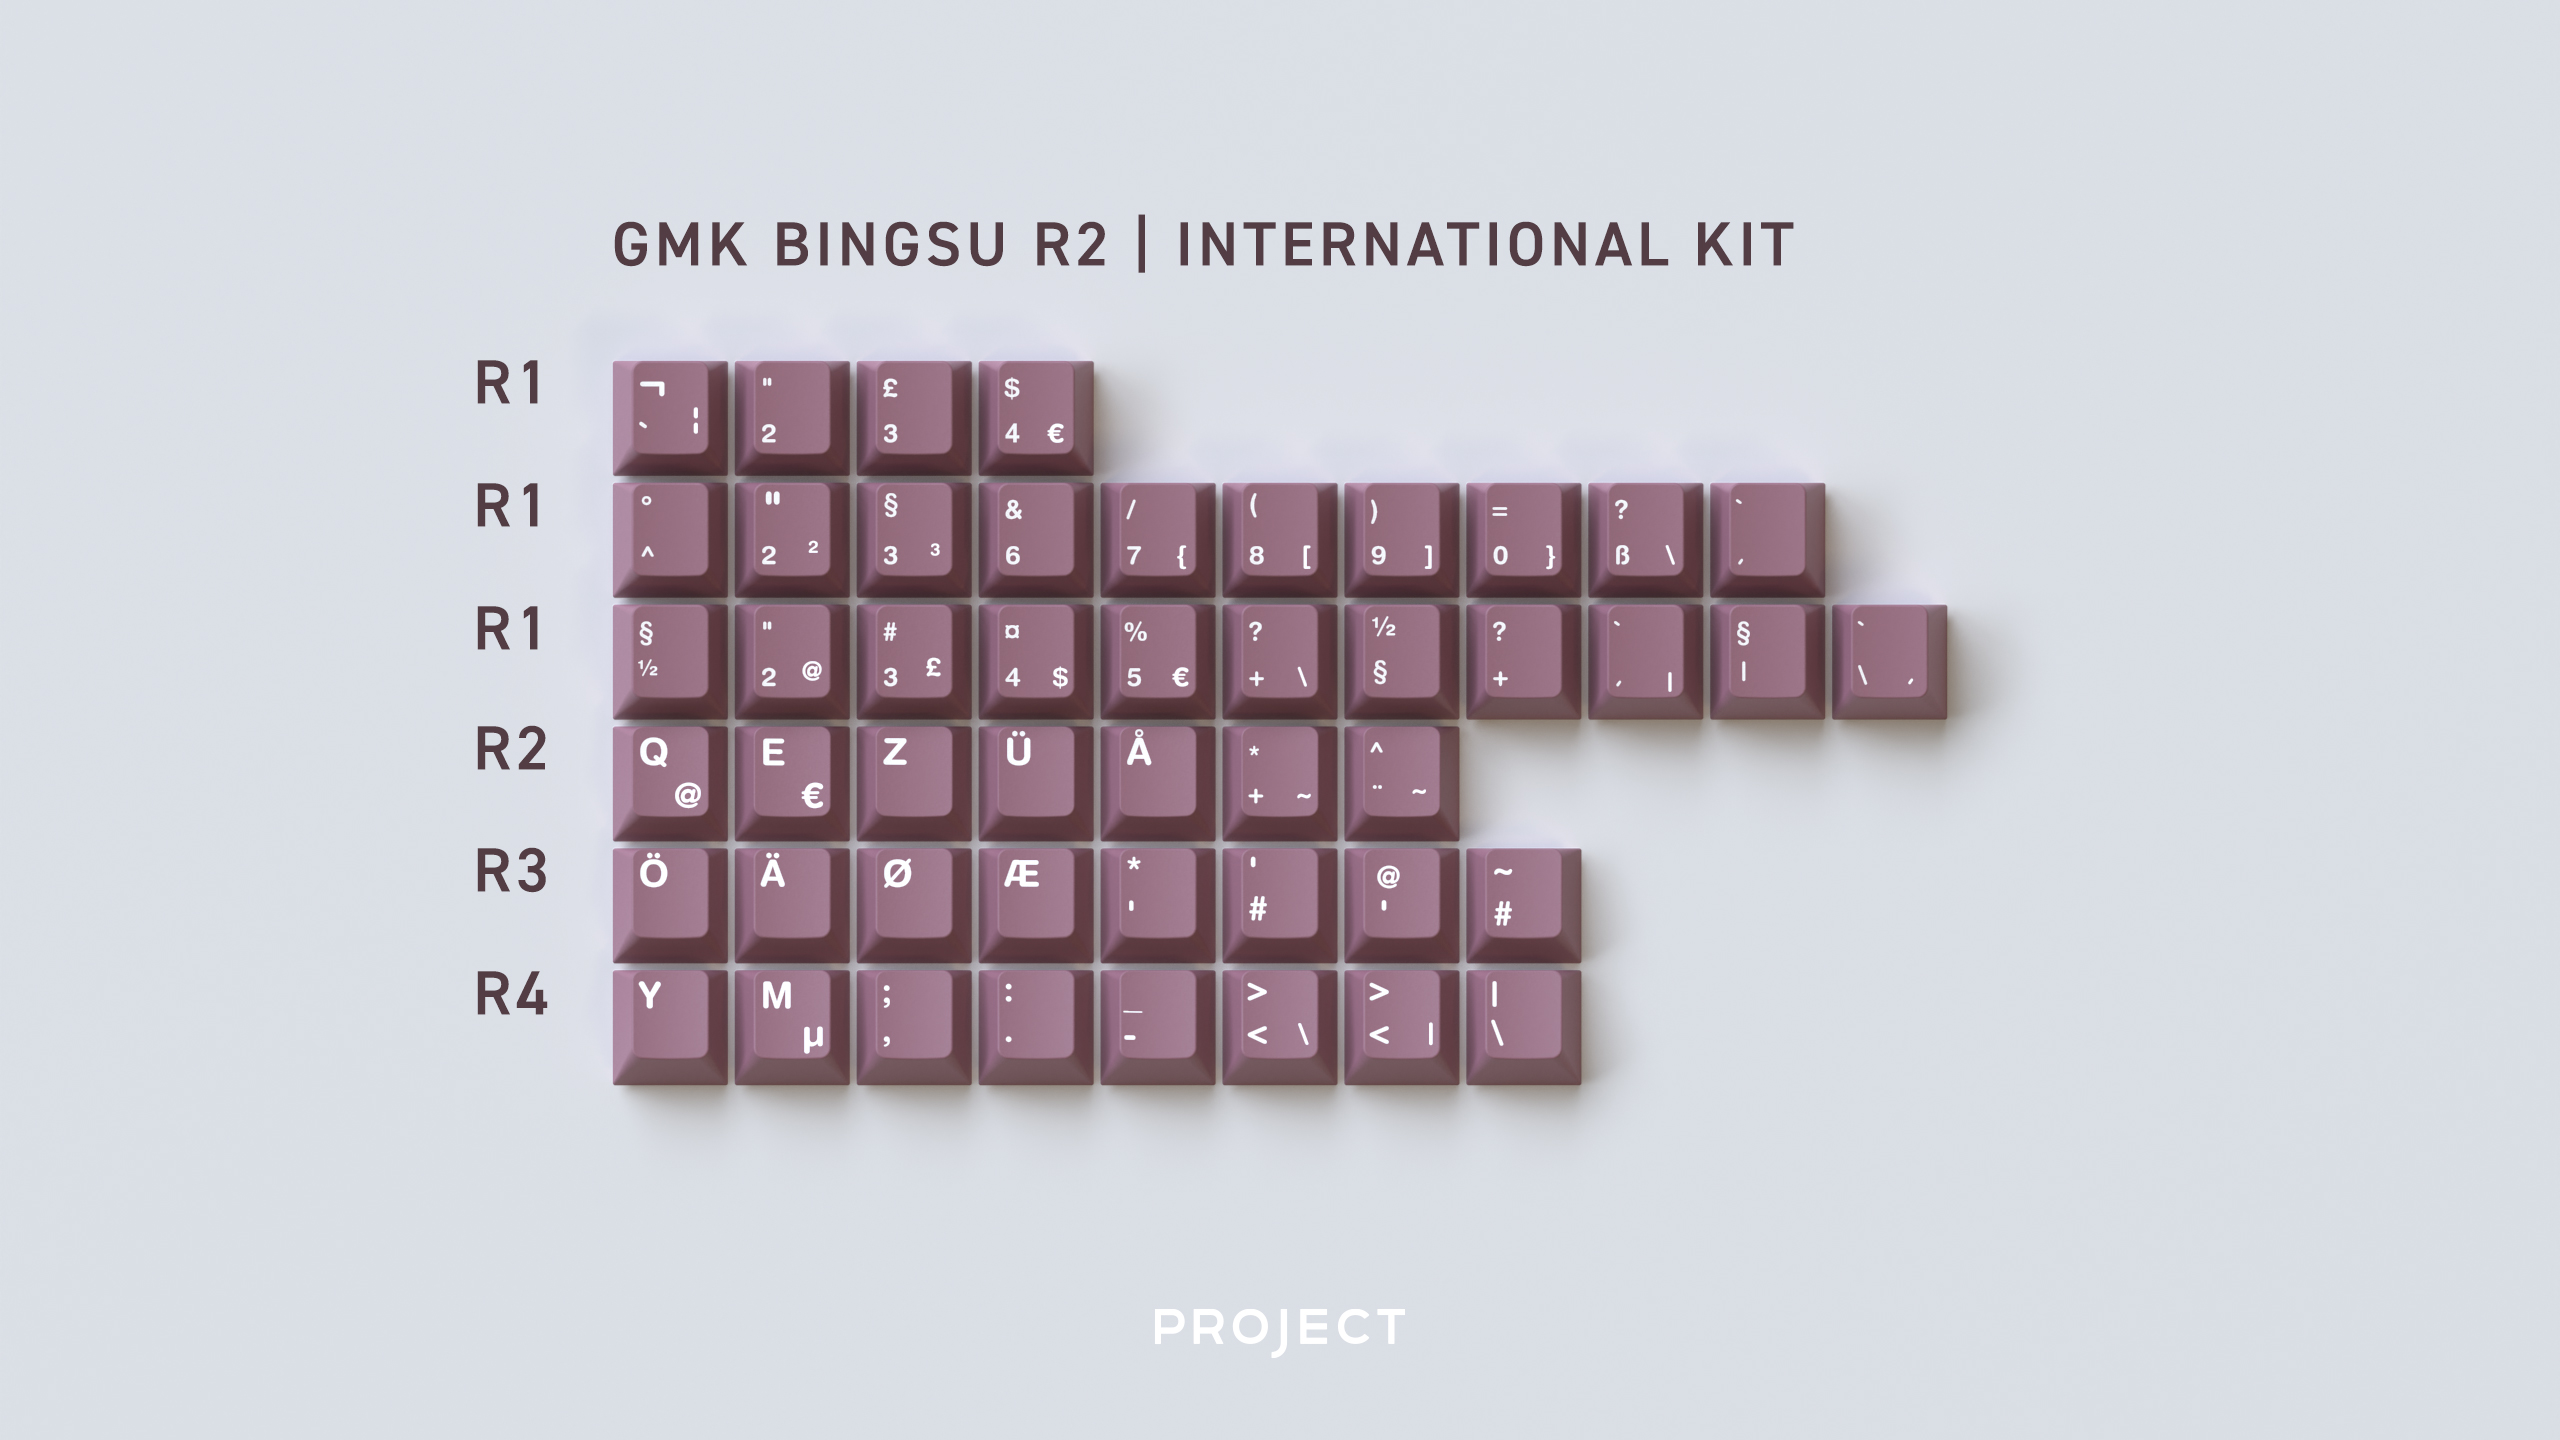 GMK BINGSU R2 | INTERNATIONAL KIT
R1 ¬ ` ¦ " 2 £ 3 $ 4 €
R1 ° ^ " 2 ² § 3 ³ & 6 / 7 { ( 8 [ ) 9 ] = 0 } ? ß \ ` ´
R1 § ½ " 2 @ # 3 £ ¤ 4 $ % 5 € ? + \ ½ § ? + ` ´ | § | ` \ ´
R2 Q @ E € Z Ü Å * + ~ ^ ¨ ~
R3 Ö Ä Ø Æ * ' ' # @ ' ~ #
R4 Y M µ ; , : . _ - > < \ > < | | \
PROJECT